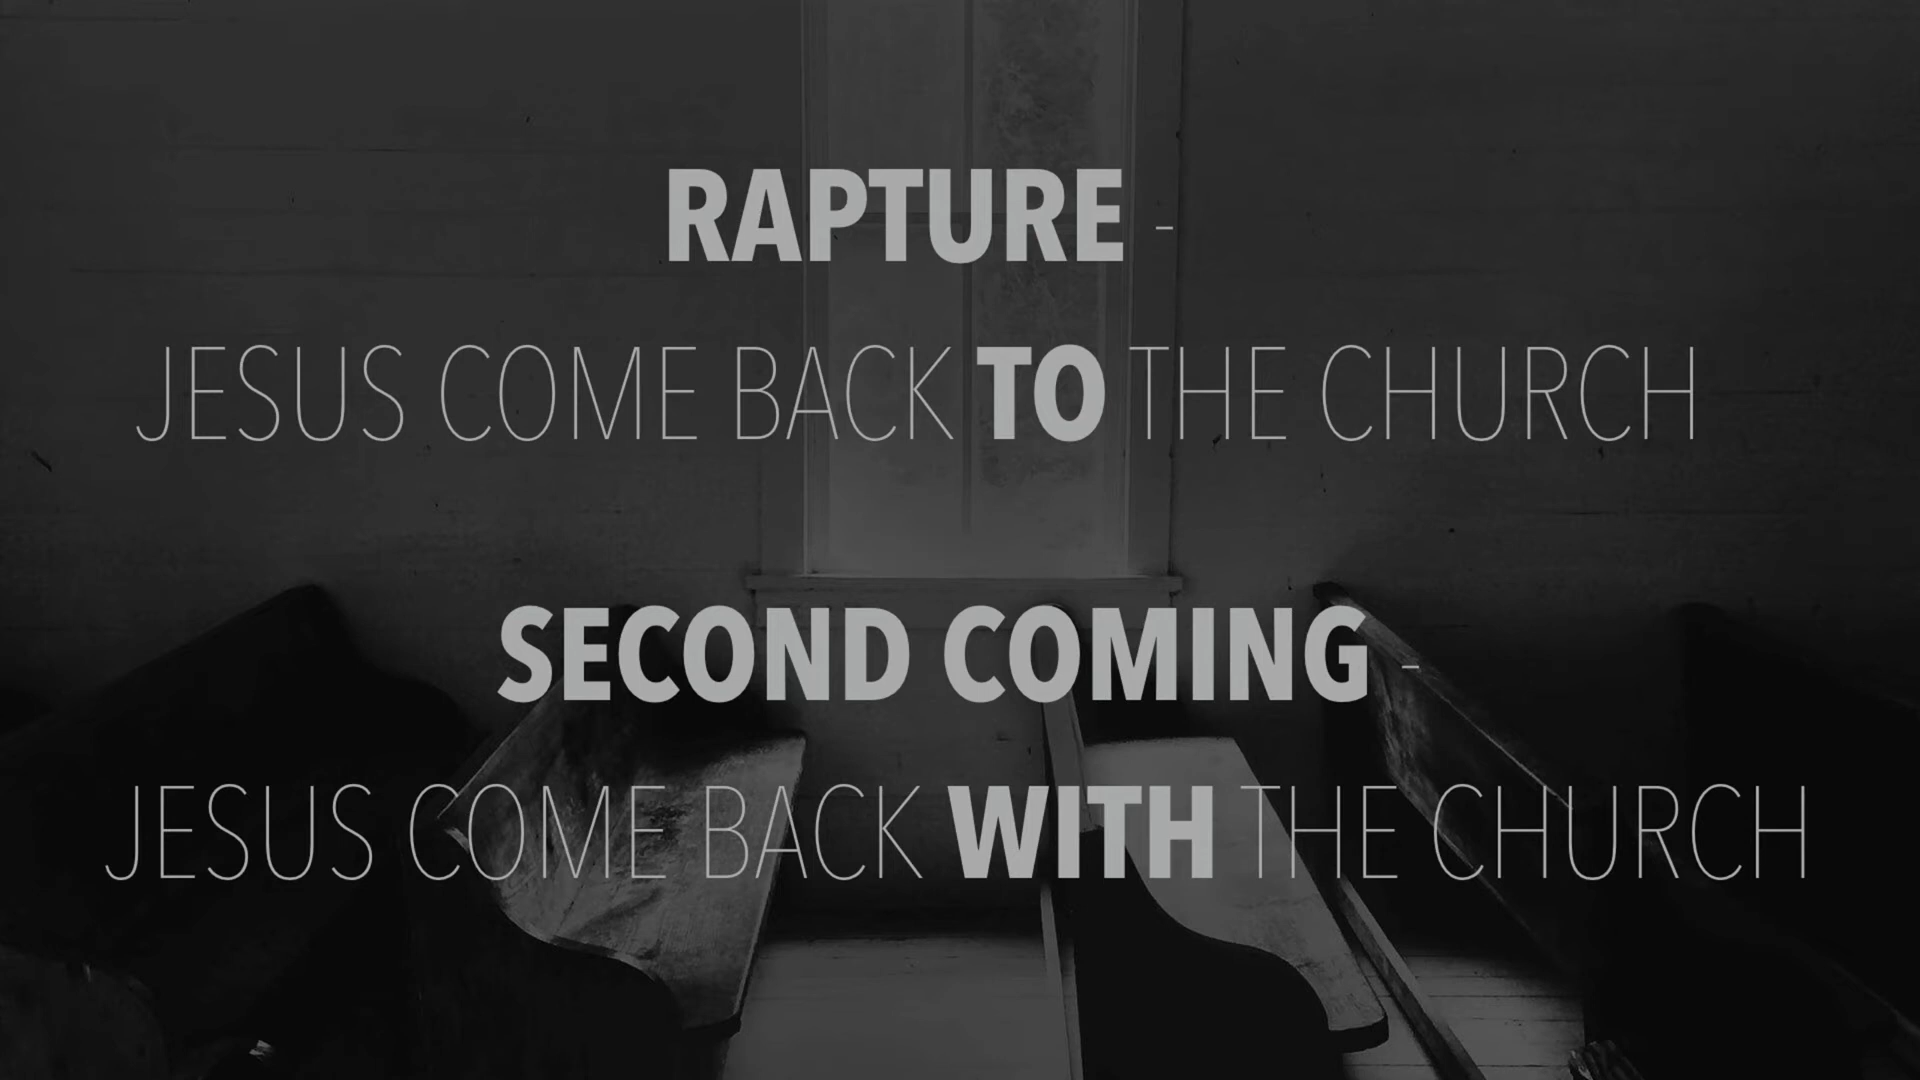 RAPTURE -
JESUS COME BACK TO THE CHURCH
SECOND COMING -
JESUS COME BACK WITH THE CHURCH